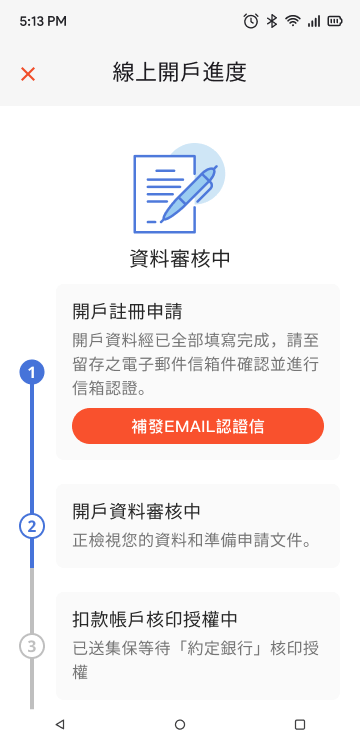 5:13 PM
線上開戶進度
資料審核中
開戶註冊申請
開戶資料經已全部填寫完成，請至
留存之電子郵件信箱件確認並進行
信箱認證。
補發EMAIL認證信
1
開戶資料審核中
2
正檢視您的資料和準備申請文件。
扣款帳戶核印授權中
3
已送集保等待「約定銀行」核印授
權